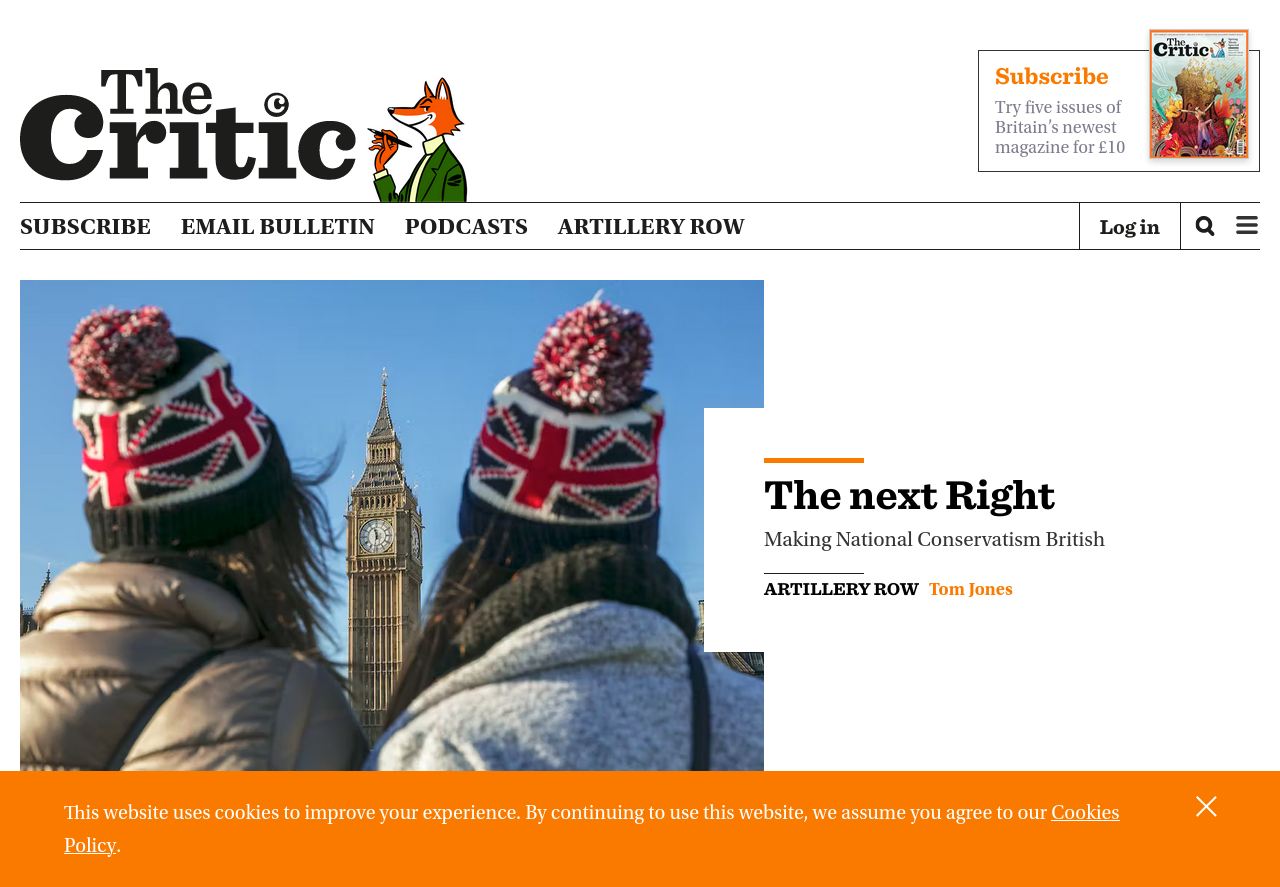 The
Critic
Subscribe
Try five issues of
Britain's newest
magazine for £10
The
Critic
SUBSCRIBE EMAIL BULLETIN PODCASTS ARTILLERY ROW Log in
The next Right
Making National Conservatism British
ARTILLERY ROW Tom Jones
This website uses cookies to improve your experience. By continuing to use this website, we assume you agree to our Cookies
Policy.